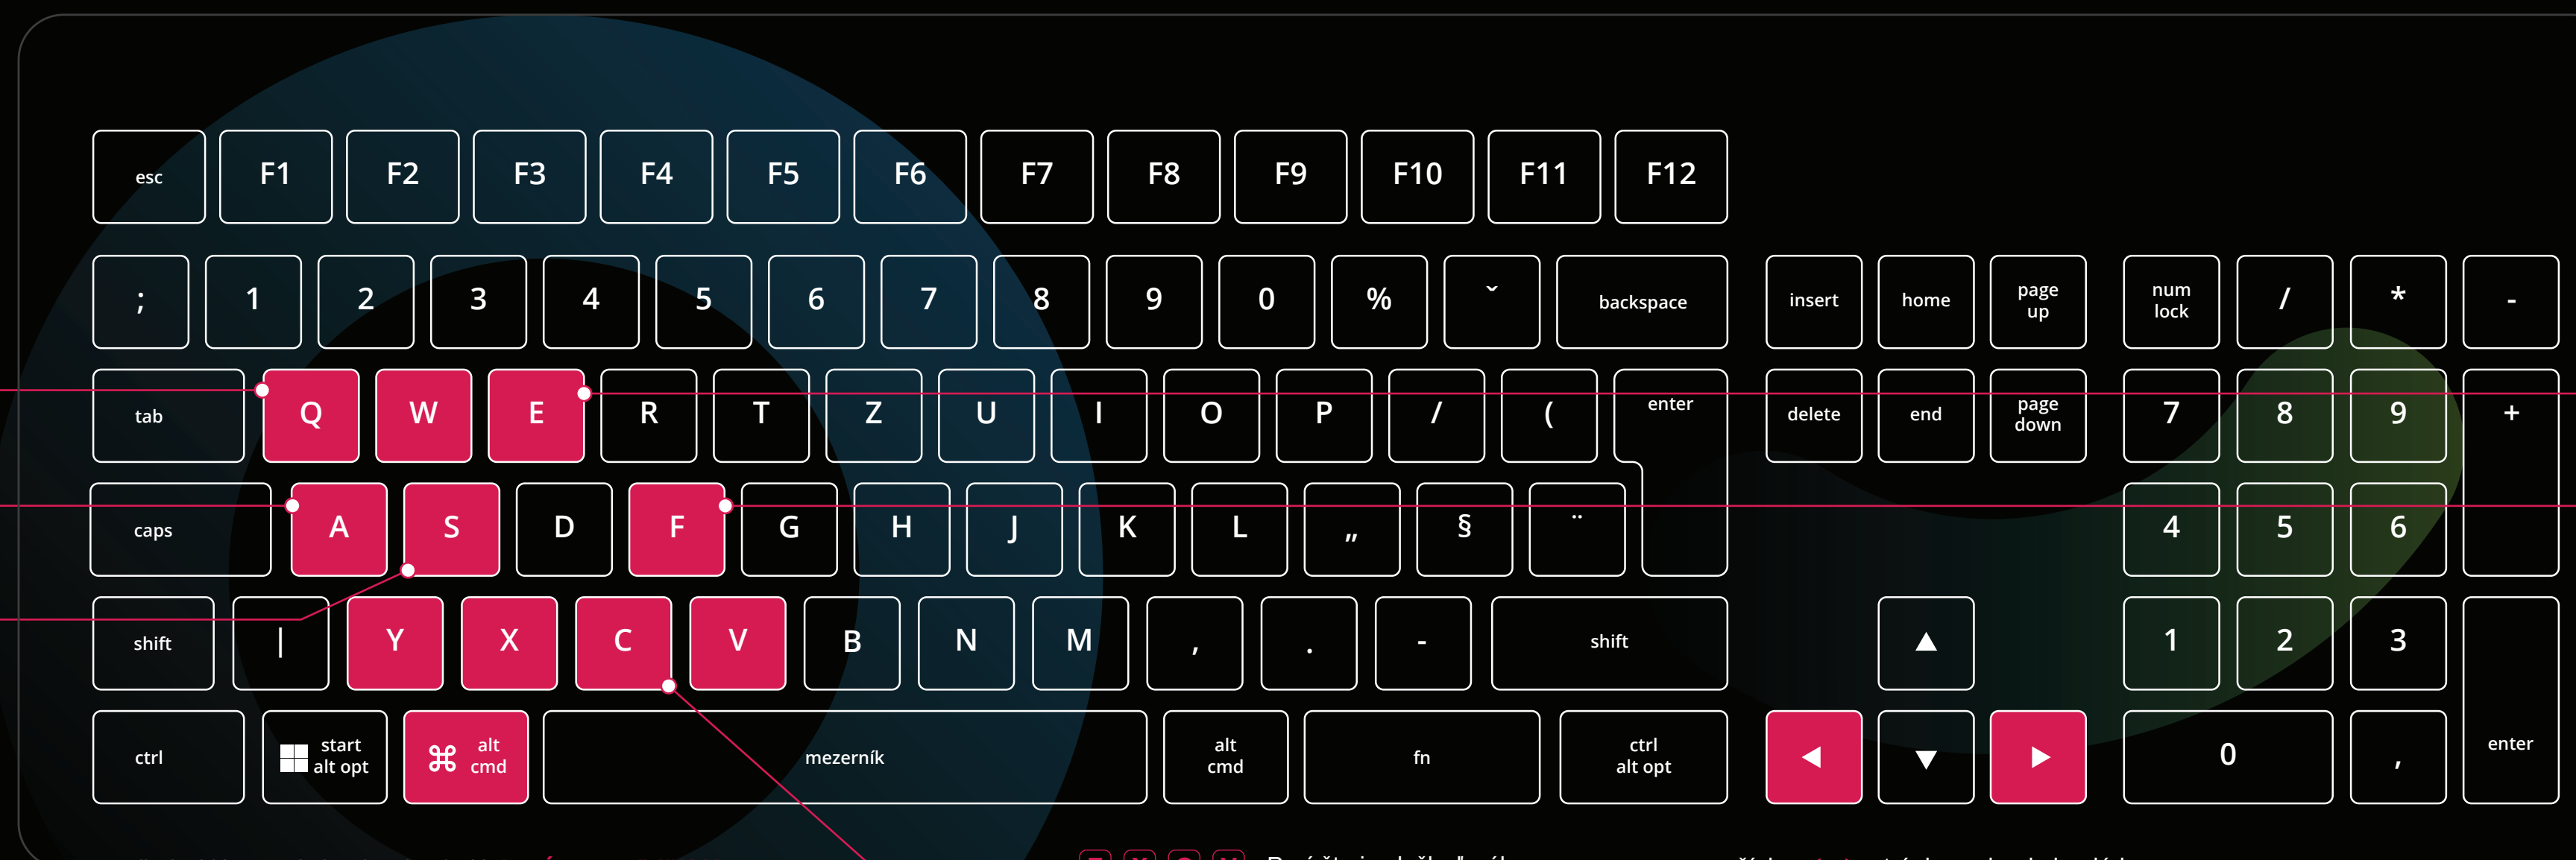 esc F1 F2 F3 F4 F5 F6 F7 F8 F9 F10 F11 F12
; 1 2 3 4 5 6 7 8 9 0 % ˇ backspace insert home page up num lock / * -
tab Q W E R T Z U I O P / ( enter delete end page down 7 8 9 +
caps A S D F G H J K L „ § ¨ 4 5 6
shift | Y X C V B N M , . - shift ▲ 1 2 3
ctrl start alt opt ⌘ alt cmd mezerník alt cmd fn ctrl alt opt ◀ ▼ ▶ 0 , enter